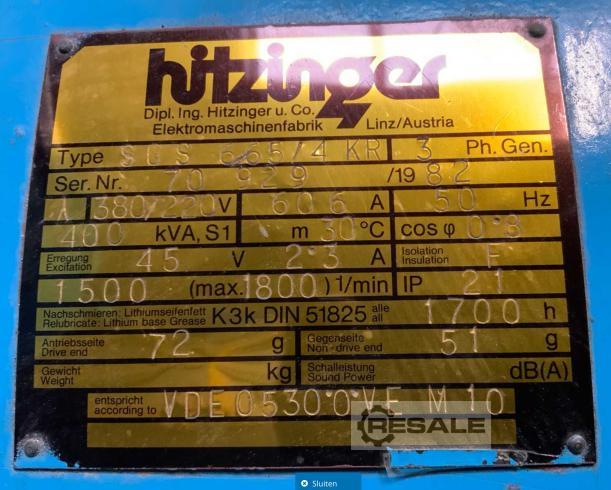 hitzinger
Dipl. Ing. Hitzinger u. Co.
Elektromaschinenfabrik Linz/Austria
Type SGS 665/4 KR 3 Ph. Gen.
Ser. Nr. 70 929 /19 82
380/220 V 606 A 50 Hz
400 kVA, S1 m 30 °C cos φ 0.8
Erregung
Excitation 45 V 2.3 A Isolation
Insulation F
1500 (max. 1800) 1/min IP 21
Nachschmieren: Lithiumseifenfett
Relubricate: Lithium base Grease K3k DIN 51825 alle
all 1700 h
Antriebsseite
Drive end 72 g Gegenseite
Non-drive end 51 g
Gewicht
Weight kg Schalleistung
Sound Power dB(A)
entspricht
according to VDE 0530 VE M 10
RESALE
Sluiten